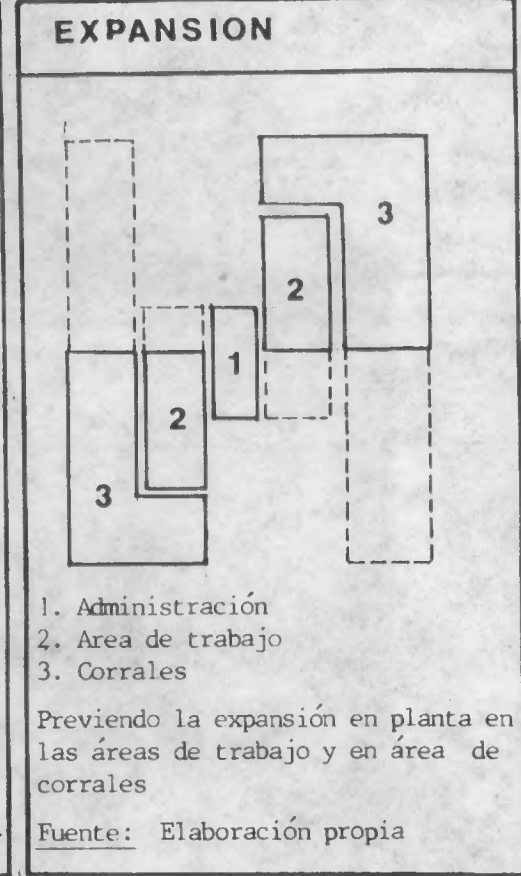 EXPANSION
3
2
1
2
3
1. Administración
2. Area de trabajo
3. Corrales
Previendo la expansión en planta en
las áreas de trabajo y en área de
corrales
Fuente: Elaboración propia